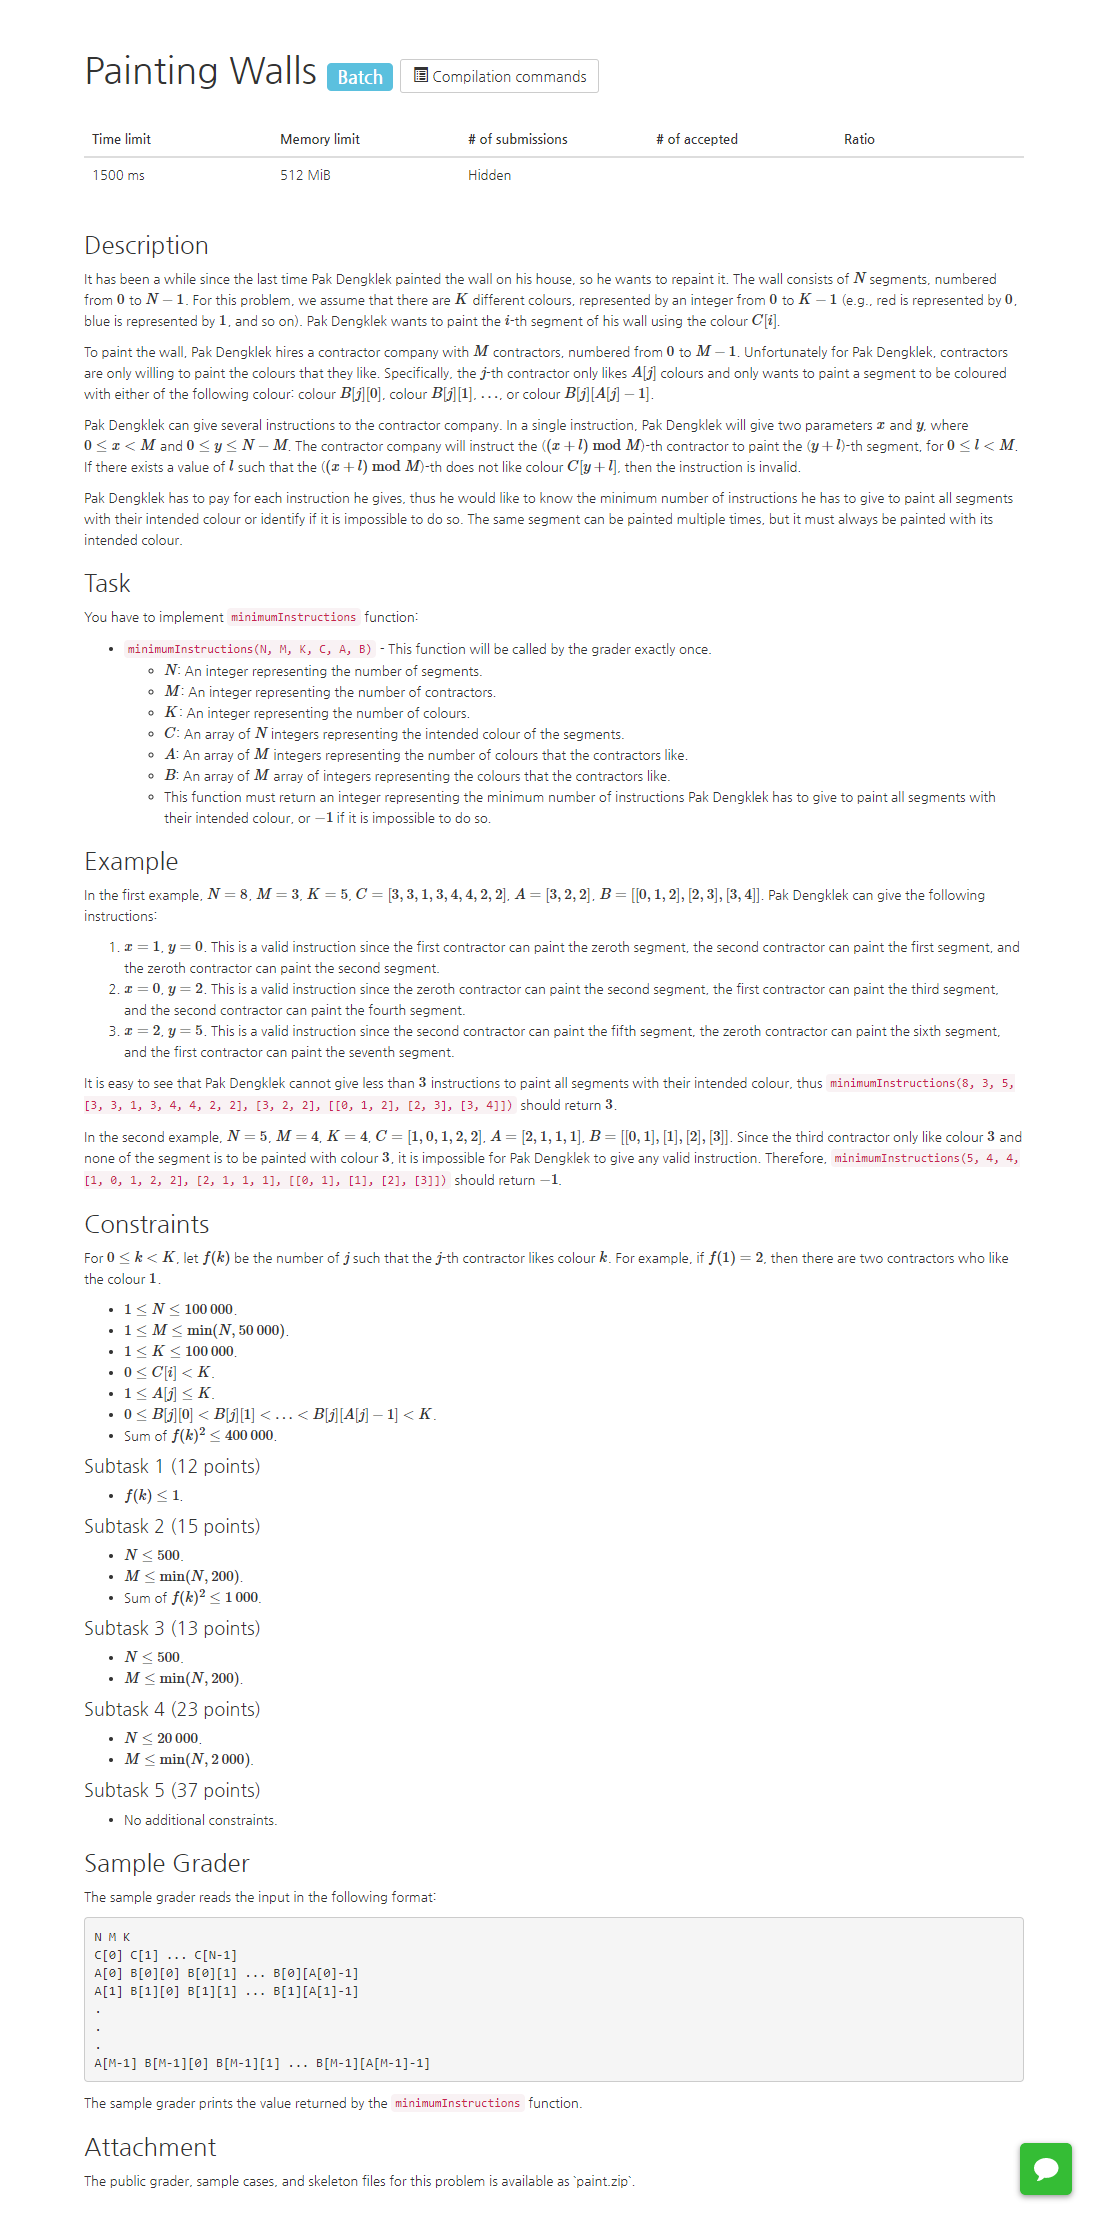 Painting Walls Batch Compilation commands
Time limit Memory limit # of submissions # of accepted Ratio
1500 ms 512 MiB Hidden
Description
It has been a while since the last time Pak Dengklek painted the wall on his house, so he wants to repaint it. The wall consists of N segments, numbered
from 0 to N − 1. For this problem, we assume that there are K different colours, represented by an integer from 0 to K − 1 (e.g., red is represented by 0,
blue is represented by 1, and so on). Pak Dengklek wants to paint the i-th segment of his wall using the colour C[i].
To paint the wall, Pak Dengklek hires a contractor company with M contractors, numbered from 0 to M − 1. Unfortunately for Pak Dengklek, contractors
are only willing to paint the colours that they like. Specifically, the j-th contractor only likes A[j] colours and only wants to paint a segment to be coloured
with either of the following colour: colour B[j][0], colour B[j][1], . . ., or colour B[j][A[j] − 1].
Pak Dengklek can give several instructions to the contractor company. In a single instruction, Pak Dengklek will give two parameters x and y, where
0 ≤ x < M and 0 ≤ y ≤ N − M. The contractor company will instruct the ((x + l) mod M)-th contractor to paint the (y + l)-th segment, for 0 ≤ l < M.
If there exists a value of l such that the ((x + l) mod M)-th does not like colour C[y + l], then the instruction is invalid.
Pak Dengklek has to pay for each instruction he gives, thus he would like to know the minimum number of instructions he has to give to paint all segments
with their intended colour or identify if it is impossible to do so. The same segment can be painted multiple times, but it must always be painted with its
intended colour.
Task
You have to implement minimumInstructions function:
• minimumInstructions(N, M, K, C, A, B) - This function will be called by the grader exactly once.
◦ N: An integer representing the number of segments.
◦ M: An integer representing the number of contractors.
◦ K: An integer representing the number of colours.
◦ C: An array of N integers representing the intended colour of the segments.
◦ A: An array of M integers representing the number of colours that the contractors like.
◦ B: An array of M array of integers representing the colours that the contractors like.
◦ This function must return an integer representing the minimum number of instructions Pak Dengklek has to give to paint all segments with
their intended colour, or −1 if it is impossible to do so.
Example
In the first example, N = 8, M = 3, K = 5, C = [3, 3, 1, 3, 4, 4, 2, 2], A = [3, 2, 2], B = [[0, 1, 2], [2, 3], [3, 4]]. Pak Dengklek can give the following
instructions:
1. x = 1, y = 0. This is a valid instruction since the first contractor can paint the zeroth segment, the second contractor can paint the first segment, and
the zeroth contractor can paint the second segment.
2. x = 0, y = 2. This is a valid instruction since the zeroth contractor can paint the second segment, the first contractor can paint the third segment,
and the second contractor can paint the fourth segment.
3. x = 2, y = 5. This is a valid instruction since the second contractor can paint the fifth segment, the zeroth contractor can paint the sixth segment,
and the first contractor can paint the seventh segment.
It is easy to see that Pak Dengklek cannot give less than 3 instructions to paint all segments with their intended colour, thus minimumInstructions(8, 3, 5,
[3, 3, 1, 3, 4, 4, 2, 2], [3, 2, 2], [[0, 1, 2], [2, 3], [3, 4]]) should return 3.
In the second example, N = 5, M = 4, K = 4, C = [1, 0, 1, 2, 2], A = [2, 1, 1, 1], B = [[0, 1], [1], [2], [3]]. Since the third contractor only like colour 3 and
none of the segment is to be painted with colour 3, it is impossible for Pak Dengklek to give any valid instruction. Therefore, minimumInstructions(5, 4, 4,
[1, 0, 1, 2, 2], [2, 1, 1, 1], [[0, 1], [1], [2], [3]]) should return −1.
Constraints
For 0 ≤ k < K, let f(k) be the number of j such that the j-th contractor likes colour k. For example, if f(1) = 2, then there are two contractors who like
the colour 1.
• 1 ≤ N ≤ 100 000.
• 1 ≤ M ≤ min(N, 50 000).
• 1 ≤ K ≤ 100 000.
• 0 ≤ C[i] < K.
• 1 ≤ A[j] ≤ K.
• 0 ≤ B[j][0] < B[j][1] < . . . < B[j][A[j] − 1] < K.
• Sum of f(k)² ≤ 400 000.
Subtask 1 (12 points)
• f(k) ≤ 1.
Subtask 2 (15 points)
• N ≤ 500.
• M ≤ min(N, 200).
• Sum of f(k)² ≤ 1 000.
Subtask 3 (13 points)
• N ≤ 500.
• M ≤ min(N, 200).
Subtask 4 (23 points)
• N ≤ 20 000.
• M ≤ min(N, 2 000).
Subtask 5 (37 points)
• No additional constraints.
Sample Grader
The sample grader reads the input in the following format:
N M K
C[0] C[1] ... C[N-1]
A[0] B[0][0] B[0][1] ... B[0][A[0]-1]
A[1] B[1][0] B[1][1] ... B[1][A[1]-1]
.
.
.
A[M-1] B[M-1][0] B[M-1][1] ... B[M-1][A[M-1]-1]
The sample grader prints the value returned by the minimumInstructions function.
Attachment
The public grader, sample cases, and skeleton files for this problem is available as `paint.zip`.